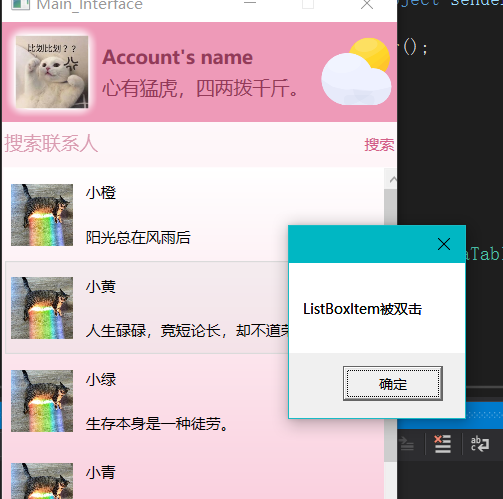 Main_Interface
bject sende
();
比划比划？？
Account's name
心有猛虎，四两拨千斤。
搜索联系人
搜索
小橙
阳光总在风雨后
aTabl
小黄
ListBoxItem被双击
人生碌碌，竞短论长，却不道荣
确定
小绿
生存本身是一种徒劳。
小青